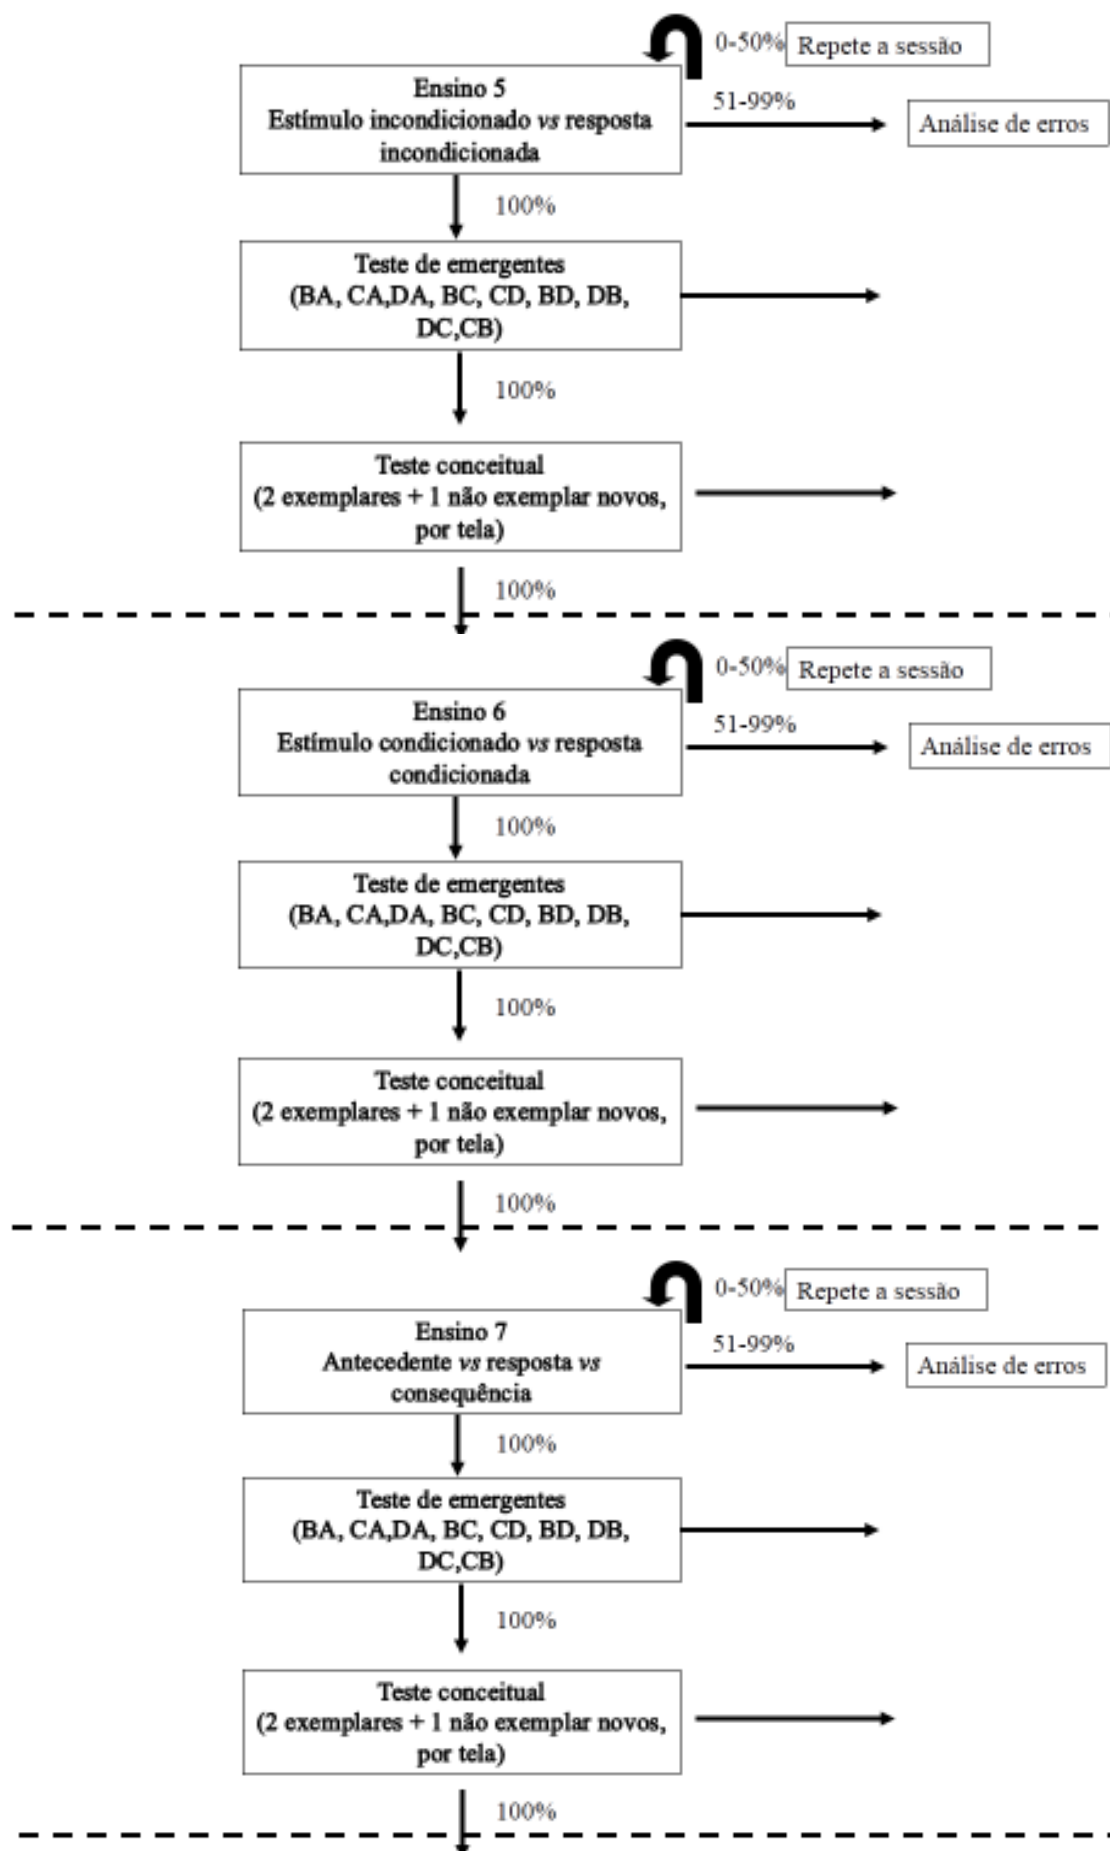 0-50% Repete a sessão
Ensino 5
Estímulo incondicionado vs resposta
incondicionada
51-99%
Análise de erros
100%
Teste de emergentes
(BA, CA,DA, BC, CD, BD, DB,
DC,CB)
100%
Teste conceitual
(2 exemplares + 1 não exemplar novos,
por tela)
100%
0-50% Repete a sessão
Ensino 6
Estímulo condicionado vs resposta
condicionada
51-99%
Análise de erros
100%
Teste de emergentes
(BA, CA,DA, BC, CD, BD, DB,
DC,CB)
100%
Teste conceitual
(2 exemplares + 1 não exemplar novos,
por tela)
100%
0-50% Repete a sessão
Ensino 7
Antecedente vs resposta vs
consequência
51-99%
Análise de erros
100%
Teste de emergentes
(BA, CA,DA, BC, CD, BD, DB,
DC,CB)
100%
Teste conceitual
(2 exemplares + 1 não exemplar novos,
por tela)
100%